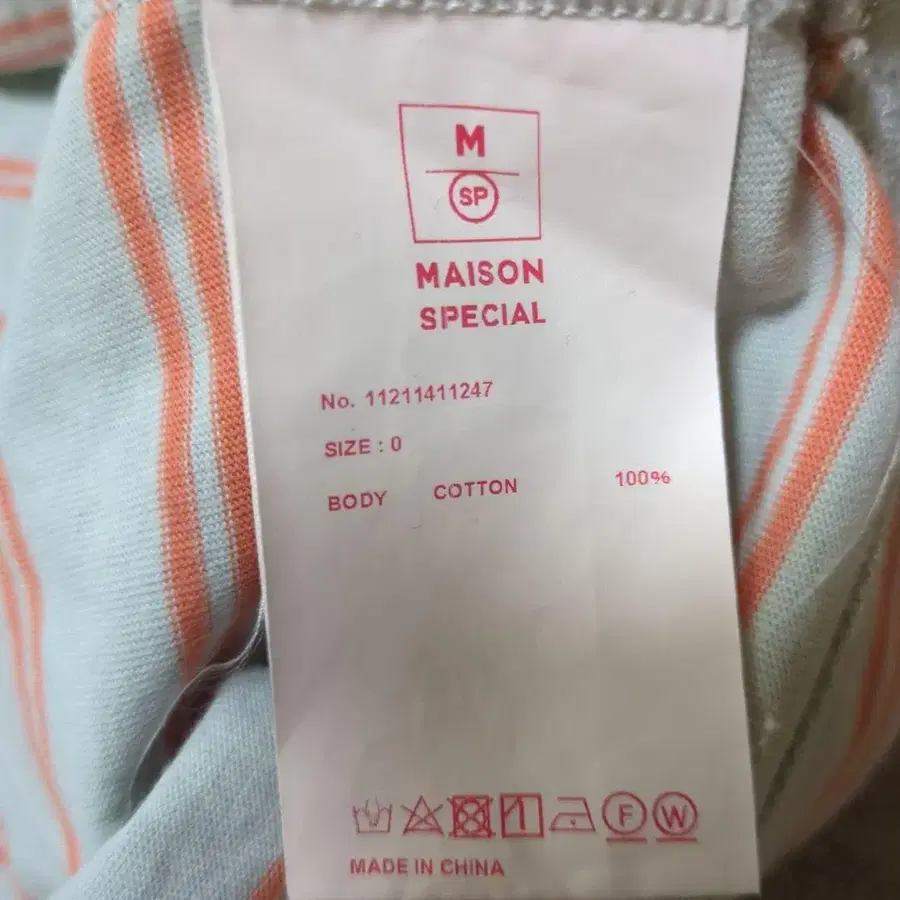 M
SP
MAISON
SPECIAL
No. 11211411247
SIZE : 0
BODY COTTON 100%
F W
MADE IN CHINA